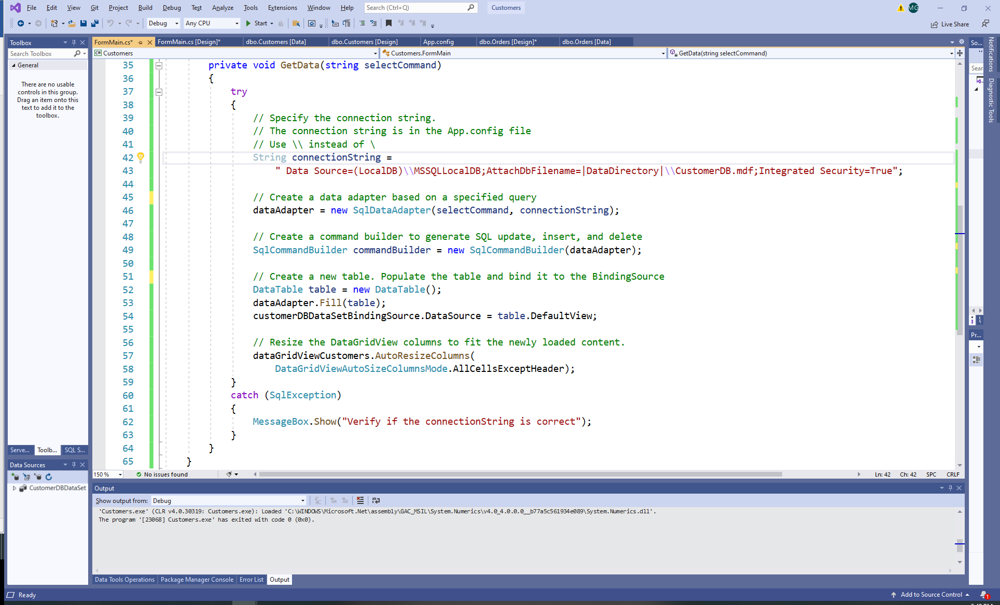 File Edit View Git Project Build Debug Test Analyze Tools Extensions Window Help Search (Ctrl+Q) Customers MG
Debug Any CPU Start Live Share
Toolbox
Search Toolbox
General
There are no usable
controls in this group.
Drag an item onto this
text to add it to the
toolbox.
Serve... Toolb... SQL S...
Data Sources
CustomerDBDataSet
FormMain.cs* FormMain.cs [Design]* dbo.Customers [Data] dbo.Customers [Design] App.config dbo.Orders [Design]* dbo.Orders [Data]
C# Customers Customers.FormMain GetData(string selectCommand)
35 private void GetData(string selectCommand)
36 {
37 try
38 {
39 // Specify the connection string.
40 // The connection string is in the App.config file
41 // Use \\ instead of \
42 String connectionString =
43 " Data Source=(LocalDB)\\MSSQLLocalDB;AttachDbFilename=|DataDirectory|\\CustomerDB.mdf;Integrated Security=True";
44
45 // Create a data adapter based on a specified query
46 dataAdapter = new SqlDataAdapter(selectCommand, connectionString);
47
48 // Create a command builder to generate SQL update, insert, and delete
49 SqlCommandBuilder commandBuilder = new SqlCommandBuilder(dataAdapter);
50
51 // Create a new table. Populate the table and bind it to the BindingSource
52 DataTable table = new DataTable();
53 dataAdapter.Fill(table);
54 customerDBDataSetBindingSource.DataSource = table.DefaultView;
55
56 // Resize the DataGridView columns to fit the newly loaded content.
57 dataGridViewCustomers.AutoResizeColumns(
58 DataGridViewAutoSizeColumnsMode.AllCellsExceptHeader);
59 }
60 catch (SqlException)
61 {
62 MessageBox.Show("Verify if the connectionString is correct");
63 }
64 }
65 }
150 % No issues found Ln: 42 Ch: 42 SPC CRLF
Output
Show output from: Debug
'Customers.exe' (CLR v4.0.30319: Customers.exe): Loaded 'C:\WINDOWS\Microsoft.Net\assembly\GAC_MSIL\System.Numerics\v4.0_4.0.0.0__b77a5c561934e089\System.Numerics.dll'.
The program '[23068] Customers.exe' has exited with code 0 (0x0).
Data Tools Operations Package Manager Console Error List Output
So...
Sear
Pr...
Notifications
Diagnostic Tools
Ready Add to Source Control 1